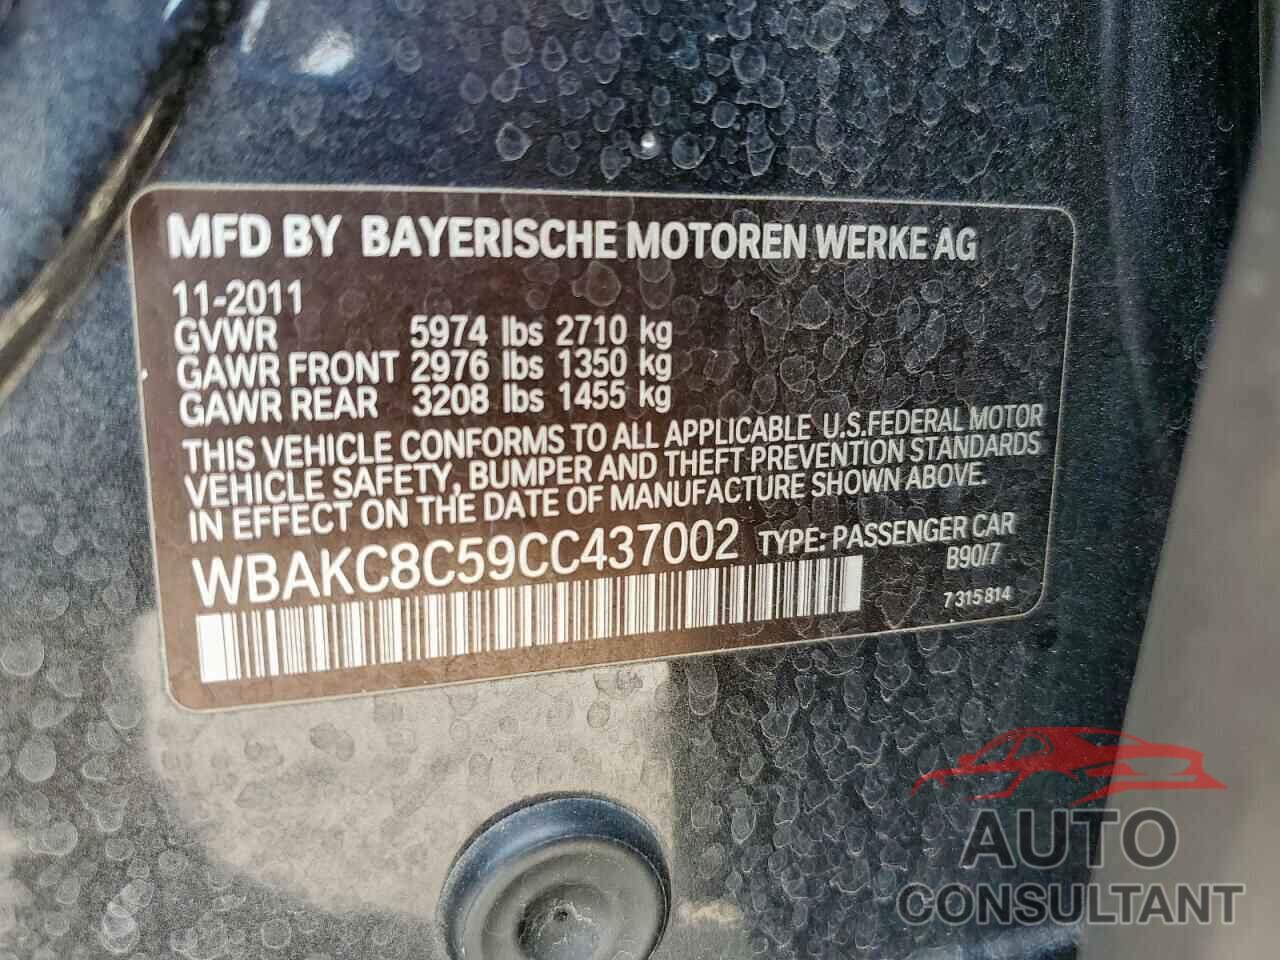 MFD BY BAYERISCHE MOTOREN WERKE AG
11-2011
GVWR 5974 lbs 2710 kg
GAWR FRONT 2976 lbs 1350 kg
GAWR REAR 3208 lbs 1455 kg
THIS VEHICLE CONFORMS TO ALL APPLICABLE U.S.FEDERAL MOTOR
VEHICLE SAFETY, BUMPER AND THEFT PREVENTION STANDARDS
IN EFFECT ON THE DATE OF MANUFACTURE SHOWN ABOVE.
WBAKC8C59CC437002 TYPE: PASSENGER CAR
B90/7
7315814
AUTO
CONSULTANT